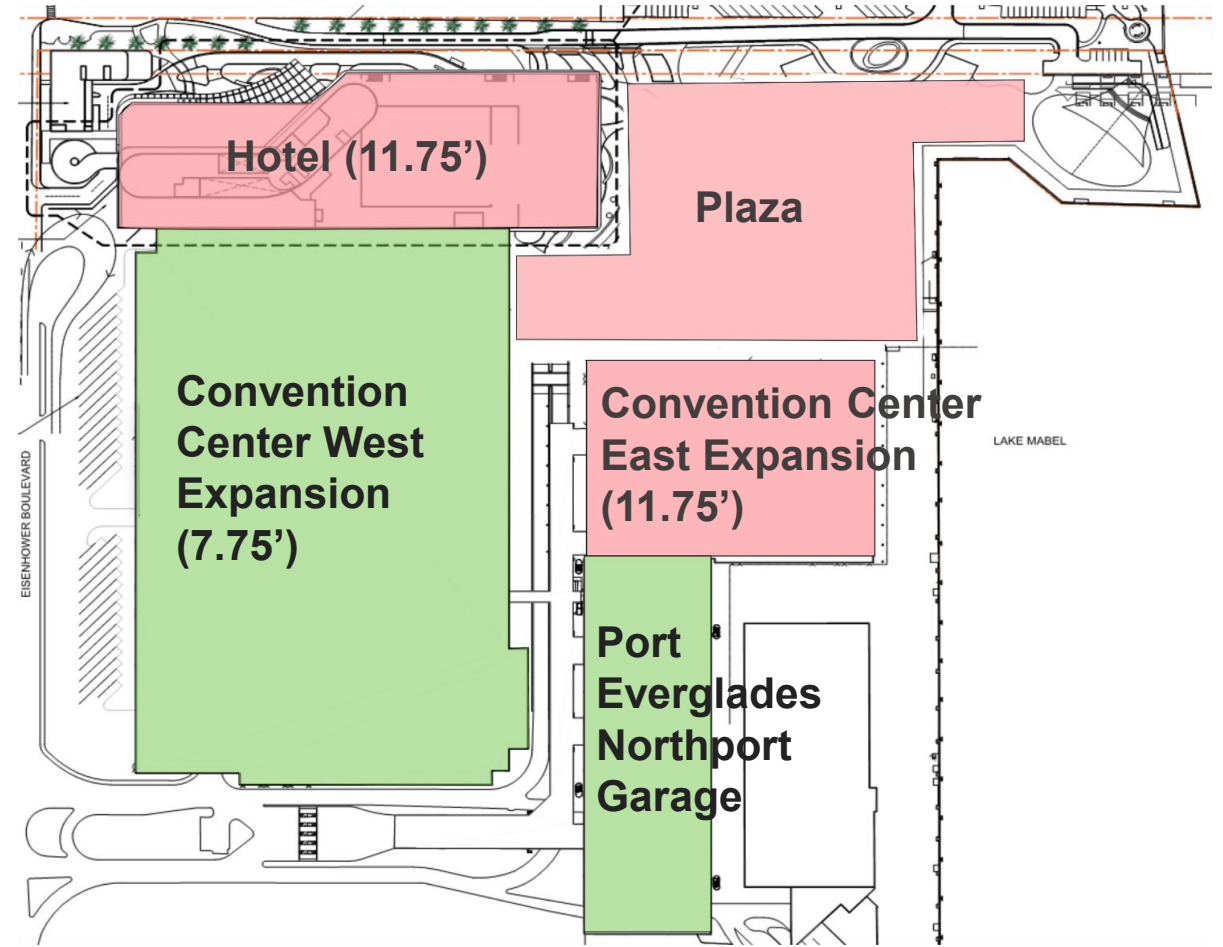 Hotel (11.75’)
Plaza
Convention
Center West
Expansion
(7.75’)
Convention Center
East Expansion
(11.75’)
LAKE MABEL
EISENHOWER BOULEVARD
Port
Everglades
Northport
Garage